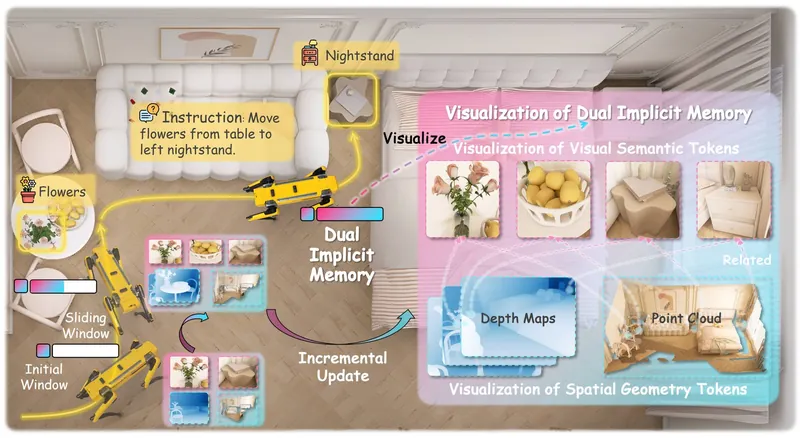 Nightstand
Instruction: Move
flowers from table to
left nightstand.
Flowers
Visualize
Dual
Implicit
Memory
Sliding
Window
Initial
Window
Incremental
Update
Visualization of Dual Implicit Memory
Visualization of Visual Semantic Tokens
Related
Depth Maps
Point Cloud
Visualization of Spatial Geometry Tokens